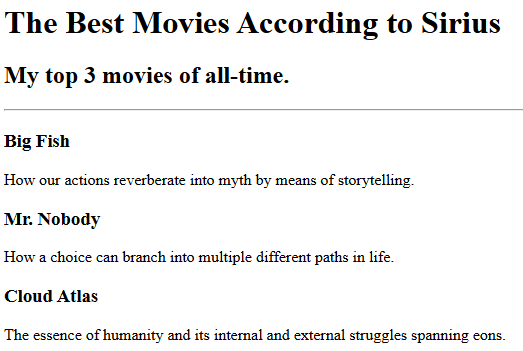 The Best Movies According to Sirius
My top 3 movies of all-time.
Big Fish
How our actions reverberate into myth by means of storytelling.
Mr. Nobody
How a choice can branch into multiple different paths in life.
Cloud Atlas
The essence of humanity and its internal and external struggles spanning eons.